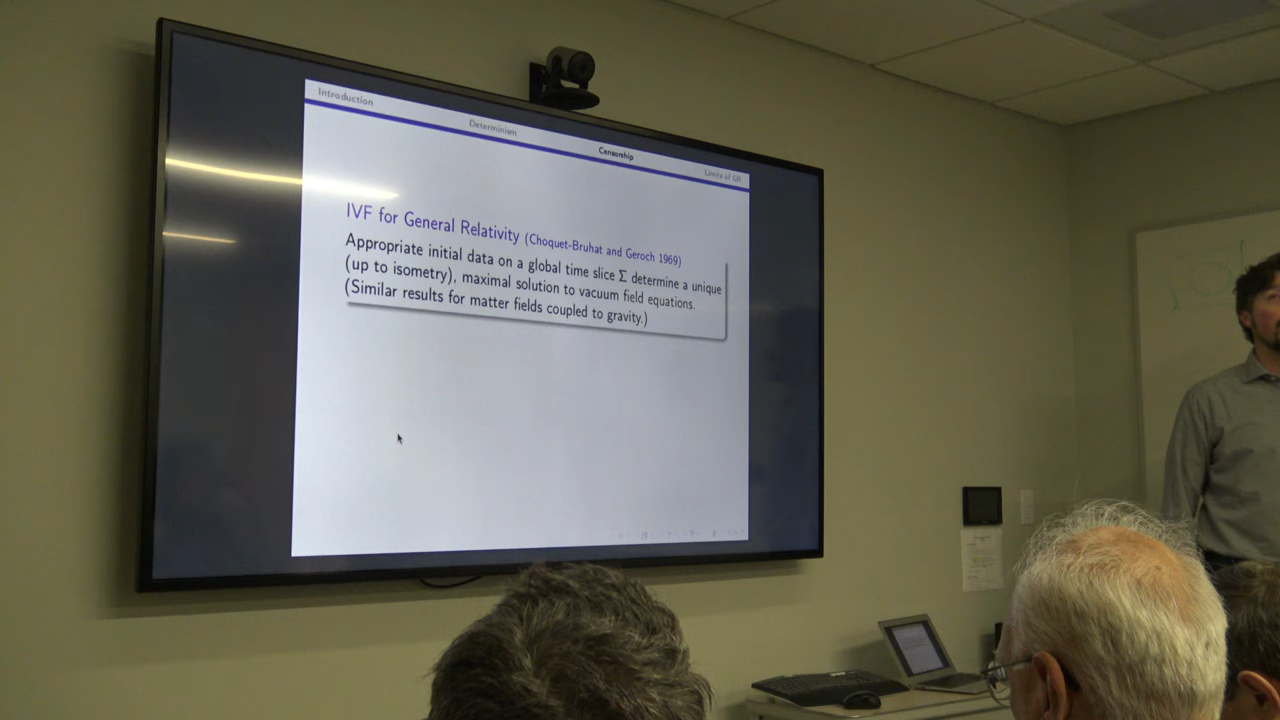 Introduction
Determinism
Censorship
Limits of GR
IVF for General Relativity (Choquet-Bruhat and Geroch 1969)
Appropriate initial data on a global time slice Σ determine a unique
(up to isometry), maximal solution to vacuum field equations.
(Similar results for matter fields coupled to gravity.)